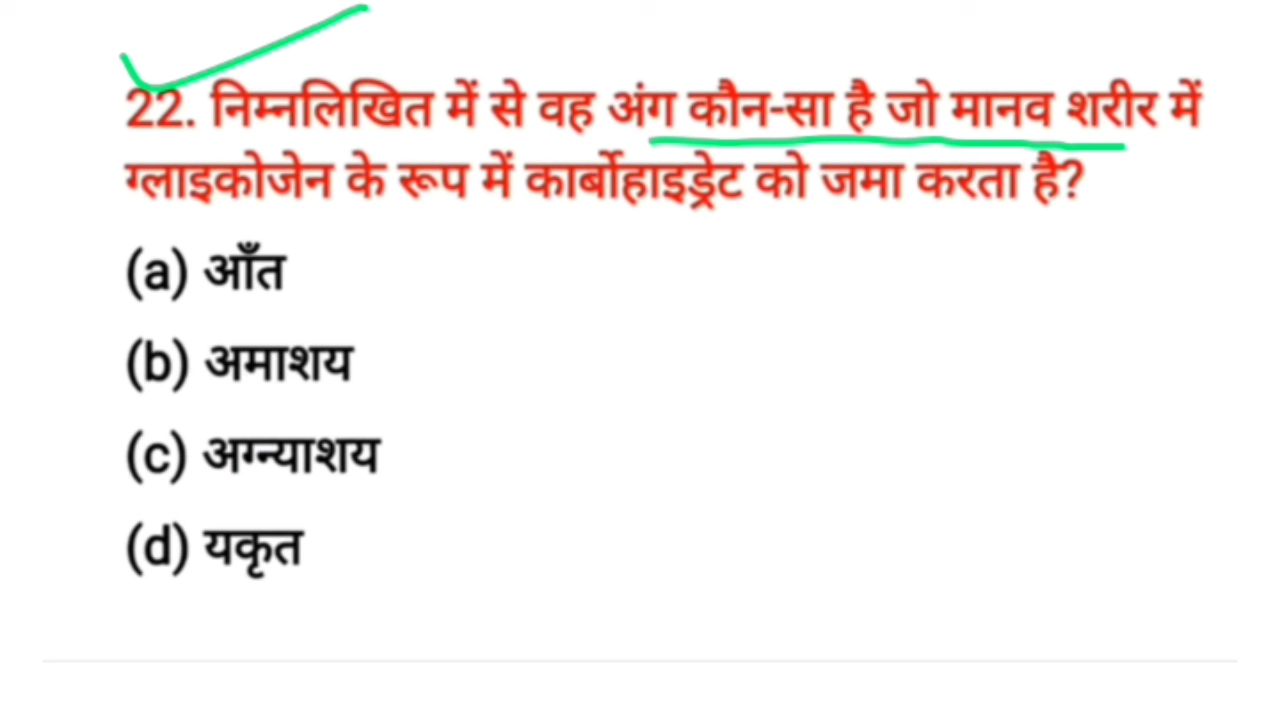 22. निम्नलिखित में से वह अंग कौन-सा है जो मानव शरीर में
ग्लाइकोजेन के रूप में कार्बोहाइड्रेट को जमा करता है?
(a) आँत
(b) अमाशय
(c) अग्न्याशय
(d) यकृत